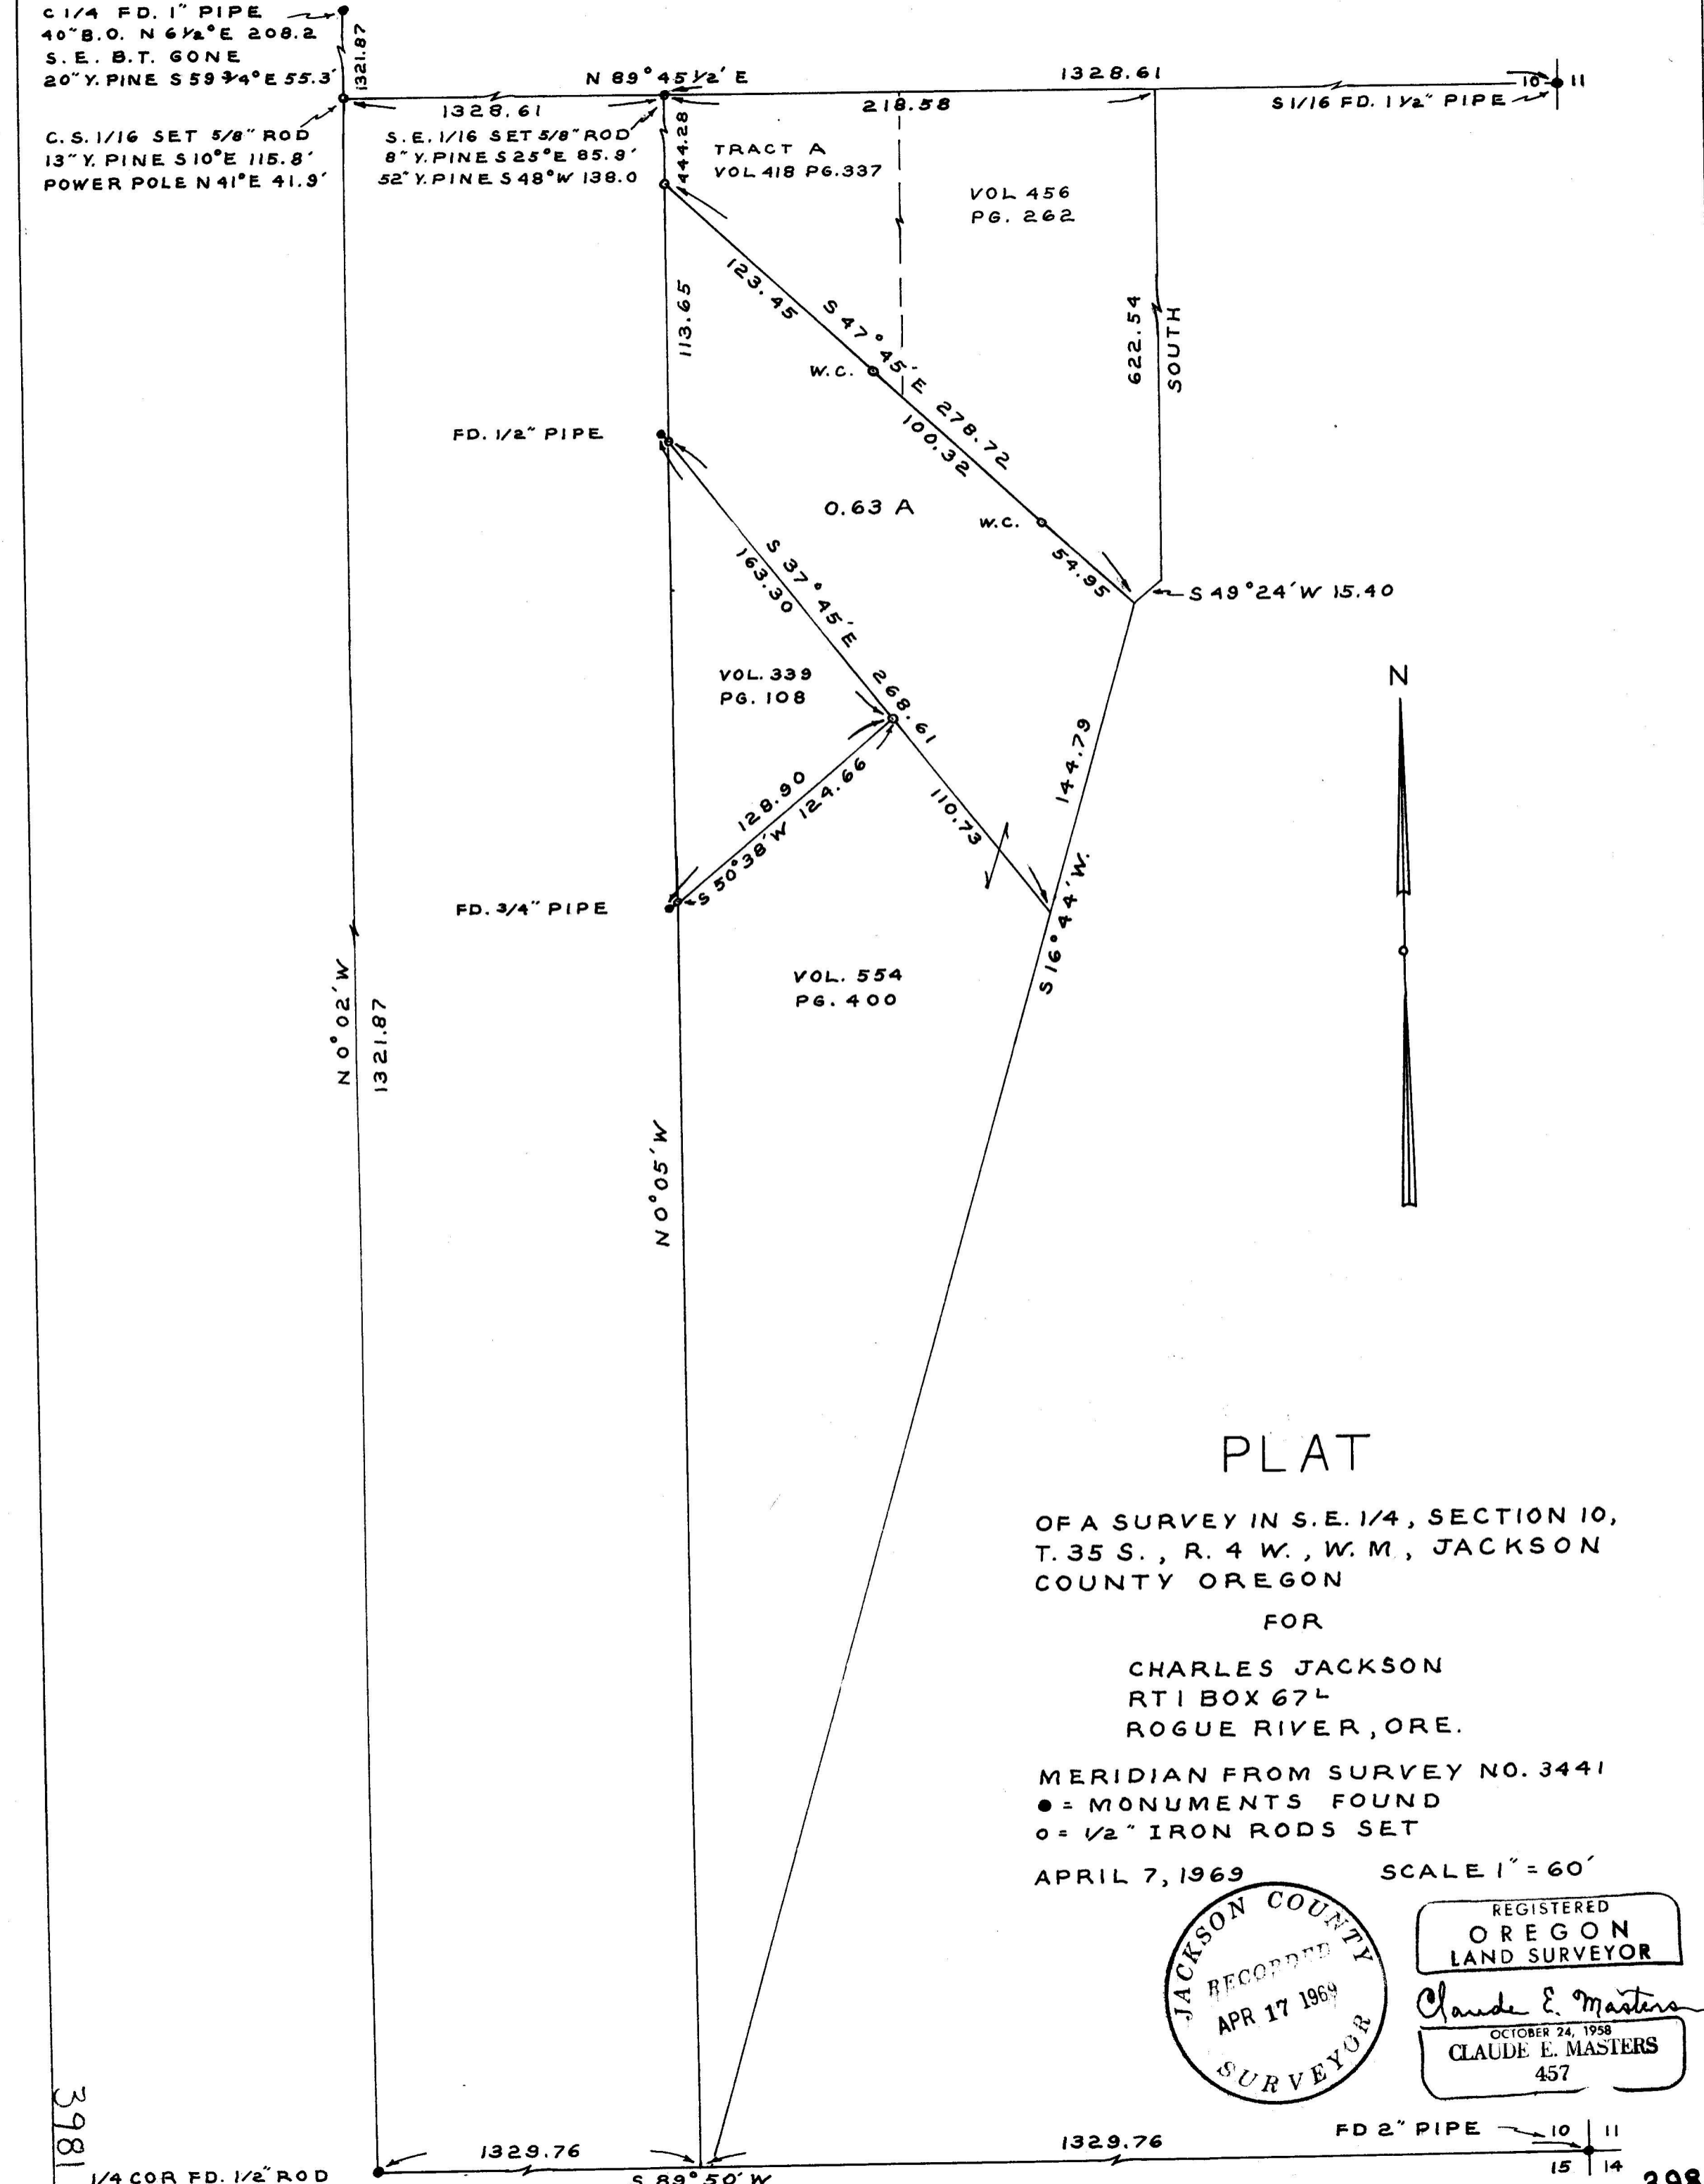 C 1/4 FD. 1" PIPE
40" B.O. N 6 1/2° E 208.2
S.E. B.T. GONE
20" Y. PINE S 59 3/4° E 55.3'
1321.87
N 89° 45 1/2' E
1328.61
10 11
1328.61
218.58
S 1/16 FD. 1 1/2" PIPE
C.S. 1/16 SET 5/8" ROD
13" Y. PINE S 10° E 115.8'
POWER POLE N 41° E 41.9'
S.E. 1/16 SET 5/8" ROD
8" Y. PINE S 25° E 85.9'
52" Y. PINE S 48° W 138.0
444.28
TRACT A
VOL 418 PG. 337
VOL 456
PG. 262
123.45
S 47° 45' E 278.72
113.65
622.54
SOUTH
W.C.
100.32
FD. 1/2" PIPE
0.63 A
W.C.
54.95
S 49° 24' W 15.40
S 37° 45' E 268.61
163.30
VOL. 339
PG. 108
N
144.79
128.90
S 50° 38' W 124.66
110.73
S 16° 44' W.
FD. 3/4" PIPE
VOL. 554
PG. 400
N 0° 02' W
1321.87
N 0° 05' W
PLAT
OF A SURVEY IN S.E. 1/4, SECTION 10,
T. 35 S., R. 4 W., W. M., JACKSON
COUNTY OREGON
FOR
CHARLES JACKSON
RT 1 BOX 67L
ROGUE RIVER, ORE.
MERIDIAN FROM SURVEY NO. 3441
● = MONUMENTS FOUND
o = 1/2" IRON RODS SET
APRIL 7, 1969
SCALE 1" = 60'
JACKSON COUNTY
RECORDED
APR 17 1969
SURVEYOR
REGISTERED
OREGON
LAND SURVEYOR
Claude E. Masters
OCTOBER 24, 1958
CLAUDE E. MASTERS
457
3981
1329.76
1329.76
FD 2" PIPE
10 11
15 14
1/4 COR FD. 1/2" ROD
S 89° 50' W